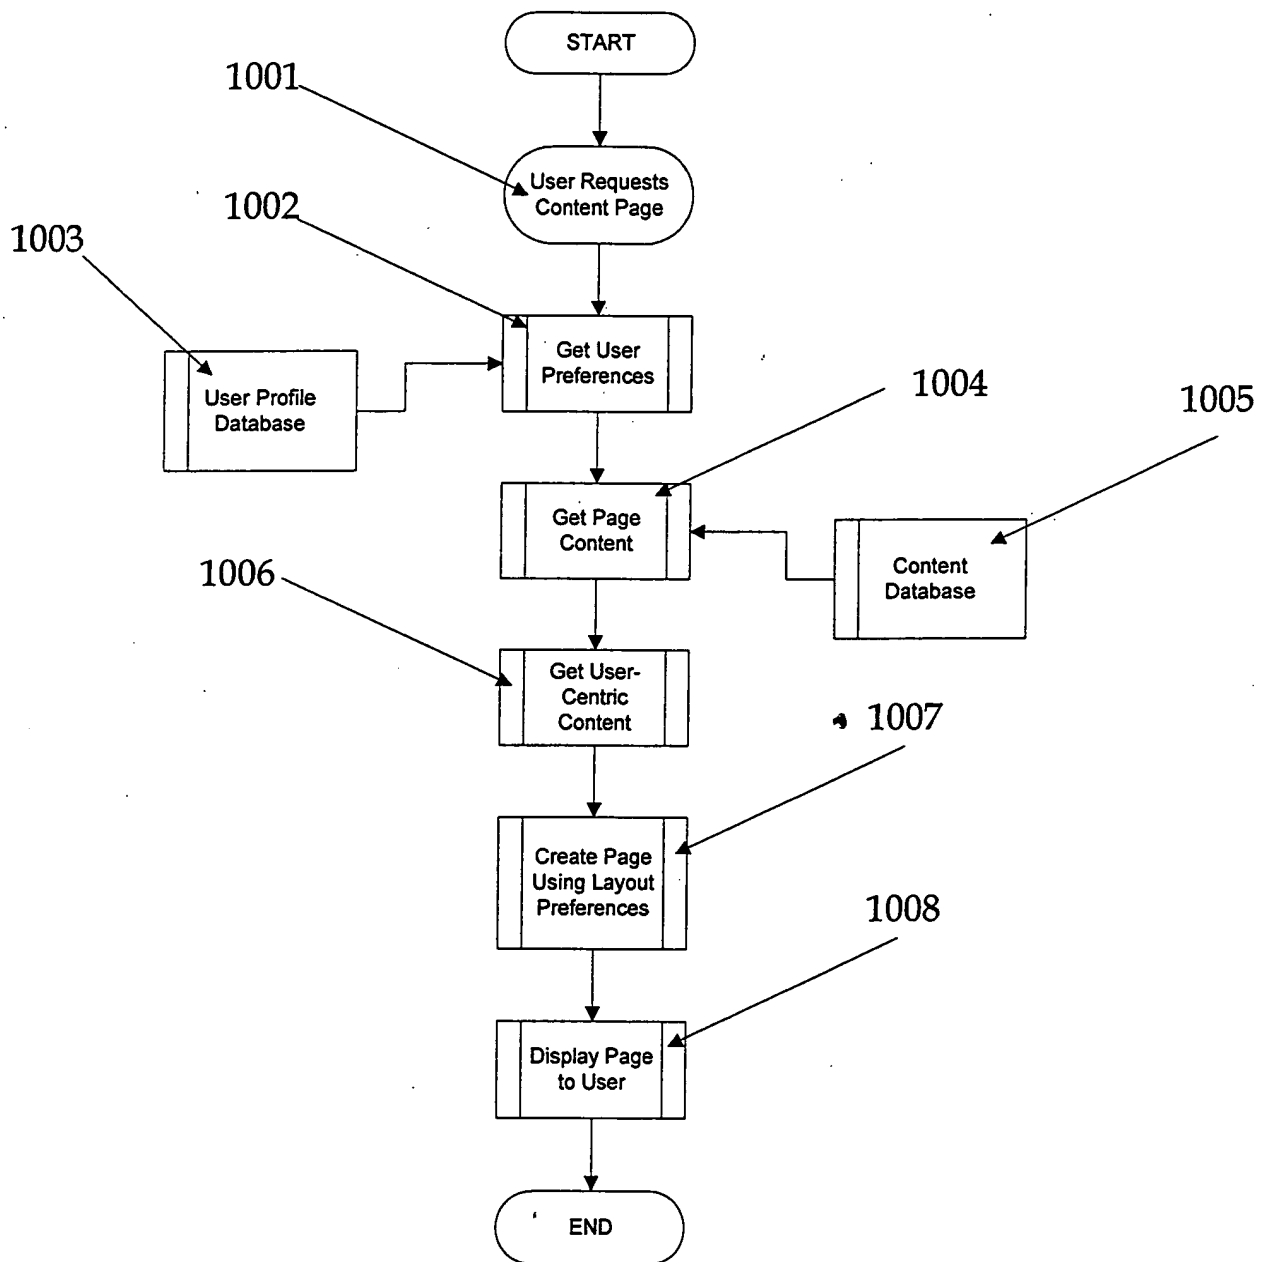 START
1001
User Requests
Content Page
1002
1003
Get User
Preferences
User Profile
Database
1004
1005
Get Page
Content
Content
Database
1006
Get User-
Centric
Content
1007
Create Page
Using Layout
Preferences
1008
Display Page
to User
END